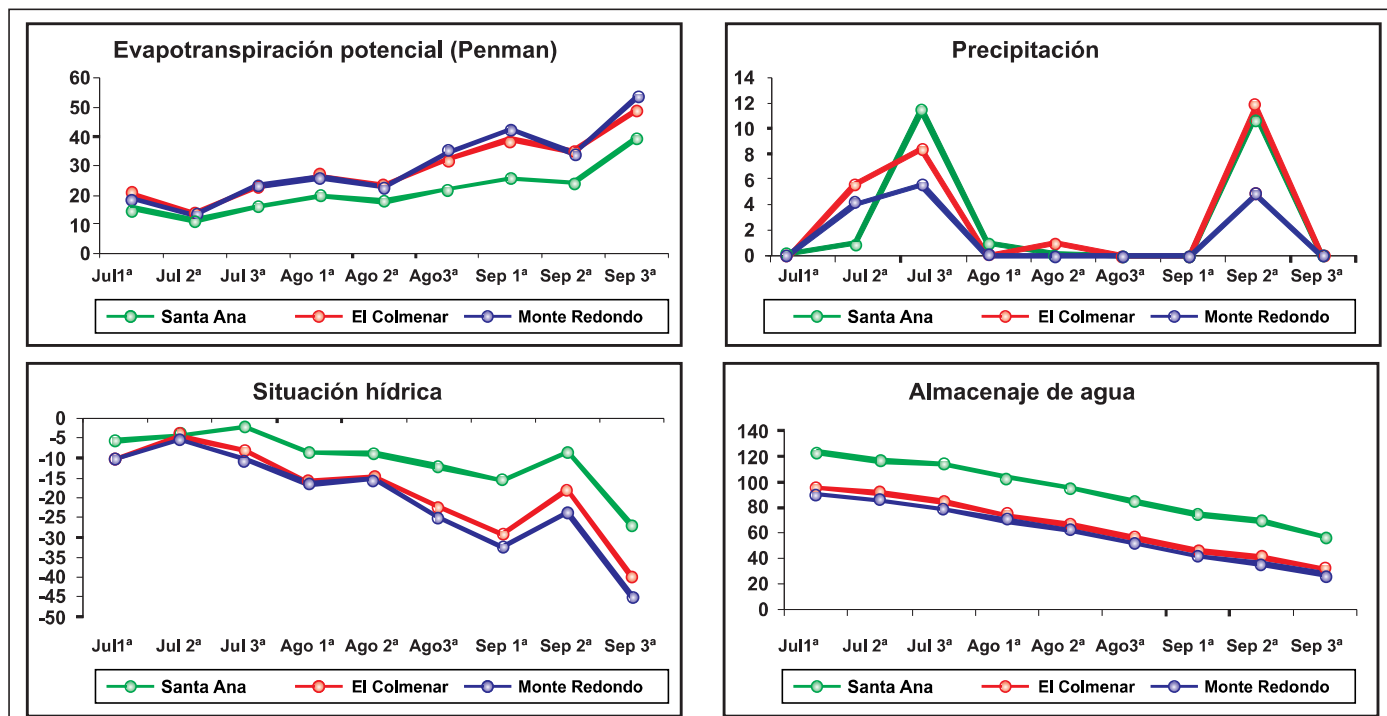 Evapotranspiración potencial (Penman)
60
50
40
30
20
10
0
Jul1ª Jul 2ª Jul 3ª Ago 1ª Ago 2ª Ago3ª Sep 1ª Sep 2ª Sep 3ª
Santa Ana El Colmenar Monte Redondo
Precipitación
14
12
10
8
6
4
2
0
Jul1ª Jul 2ª Jul 3ª Ago 1ª Ago 2ª Ago3ª Sep 1ª Sep 2ª Sep 3ª
Santa Ana El Colmenar Monte Redondo
Situación hídrica
0
-5
-10
-15
-20
-25
-30
-35
-40
-45
-50
Jul1ª Jul 2ª Jul 3ª Ago 1ª Ago 2ª Ago3ª Sep 1ª Sep 2ª Sep 3ª
Santa Ana El Colmenar Monte Redondo
Almacenaje de agua
140
120
100
80
60
40
20
0
Jul1ª Jul 2ª Jul 3ª Ago 1ª Ago 2ª Ago3ª Sep 1ª Sep 2ª Sep 3ª
Santa Ana El Colmenar Monte Redondo